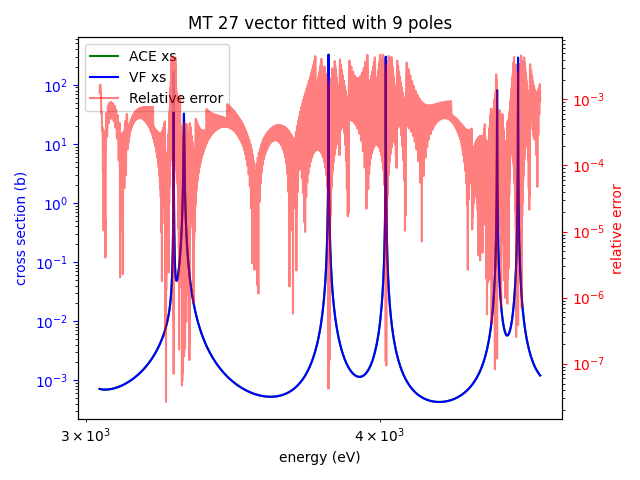 MT 27 vector fitted with 9 poles
ACE xs
VF xs
Relative error
cross section (b)
10²
10¹
10⁰
10⁻¹
10⁻²
10⁻³
10⁻³
10⁻⁴
10⁻⁵
10⁻⁶
10⁻⁷
relative error
3 × 10³
4 × 10³
energy (eV)